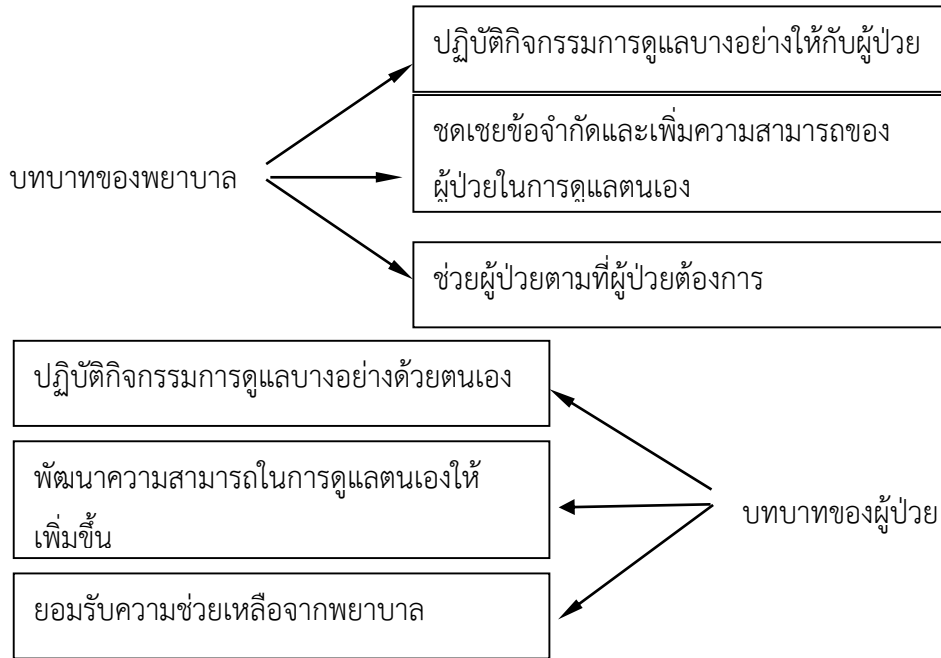 ปฏิบัติกิจกรรมการดูแลบางอย่างให้กับผู้ป่วย
ชดเชยข้อจำกัดและเพิ่มความสามารถของ
ผู้ป่วยในการดูแลตนเอง
บทบาทของพยาบาล
ช่วยผู้ป่วยตามที่ผู้ป่วยต้องการ
ปฏิบัติกิจกรรมการดูแลบางอย่างด้วยตนเอง
พัฒนาความสามารถในการดูแลตนเองให้
เพิ่มขึ้น
บทบาทของผู้ป่วย
ยอมรับความช่วยเหลือจากพยาบาล